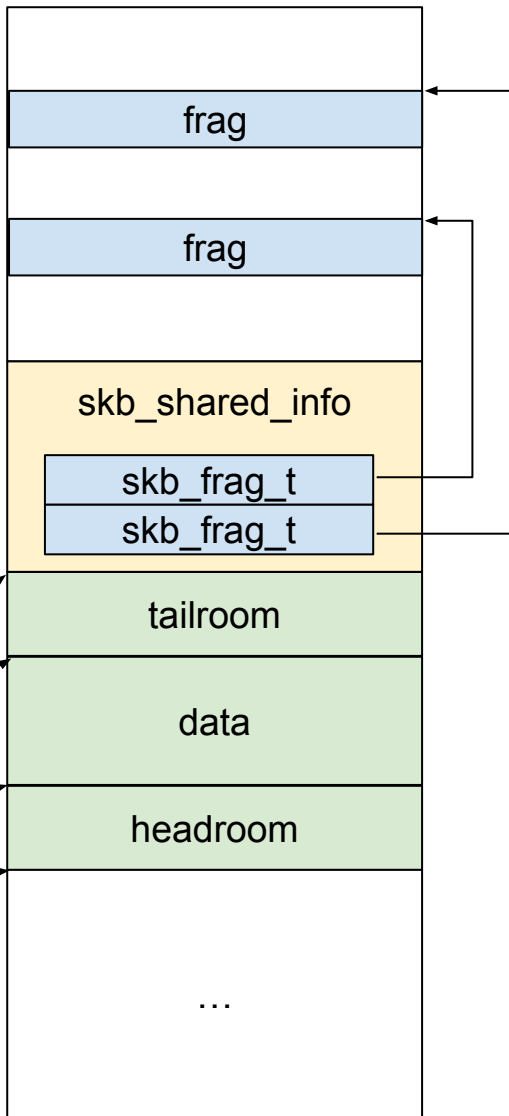 frag
frag
skb_shared_info
skb_frag_t
skb_frag_t
tailroom
data
headroom
...